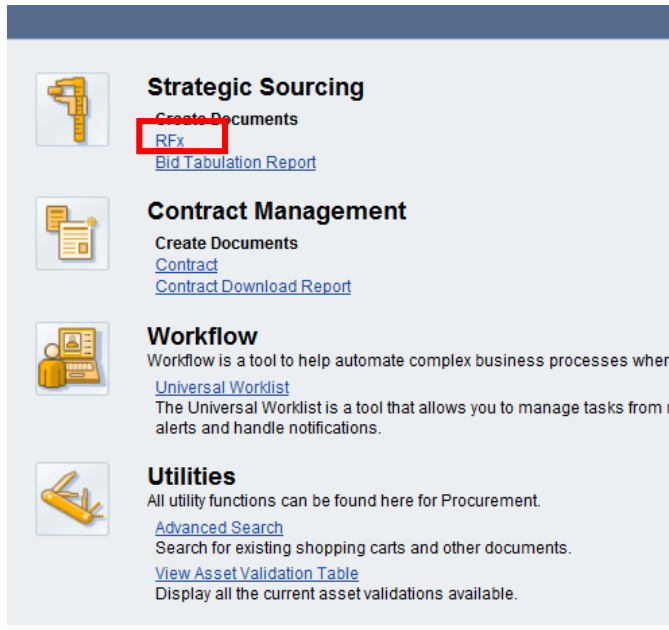 Strategic Sourcing
Create Documents
RFx
Bid Tabulation Report
Contract Management
Create Documents
Contract
Contract Download Report
Workflow
Workflow is a tool to help automate complex business processes wher
Universal Worklist
The Universal Worklist is a tool that allows you to manage tasks from
alerts and handle notifications.
Utilities
All utility functions can be found here for Procurement.
Advanced Search
Search for existing shopping carts and other documents.
View Asset Validation Table
Display all the current asset validations available.